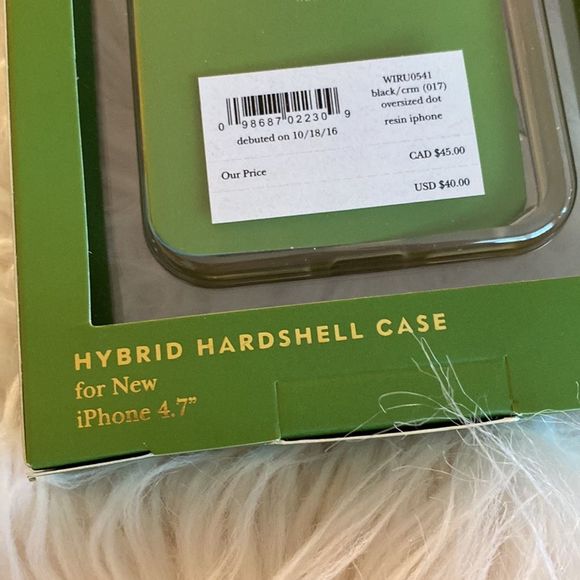 WIRU0541
black/crm (017)
oversized dot
resin iphone
0 98687 02230 9
debuted on 10/18/16
Our Price
CAD $45.00
USD $40.00
HYBRID HARDSHELL CASE
for New
iPhone 4.7"